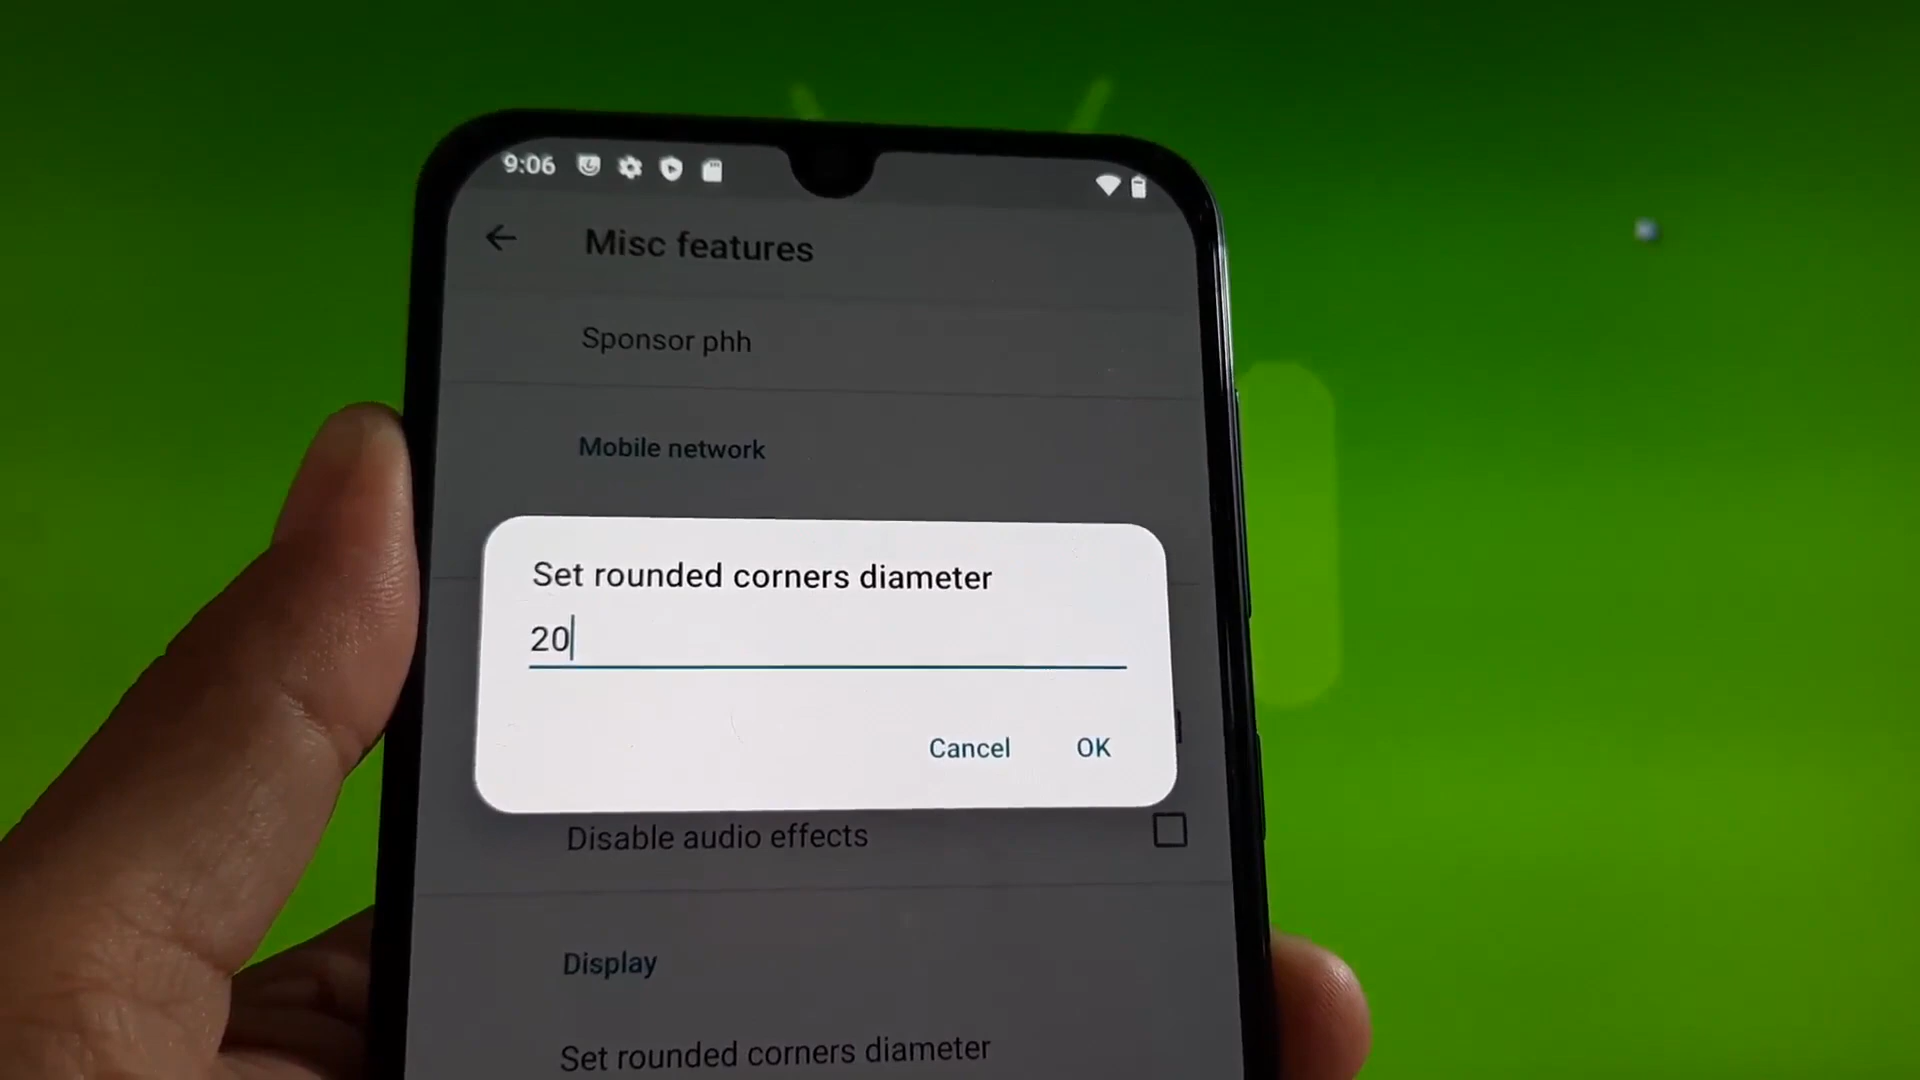 9:06
Misc features
Sponsor phh
Mobile network
Set rounded corners diameter
20
Cancel OK
Disable audio effects
Display
Set rounded corners diameter